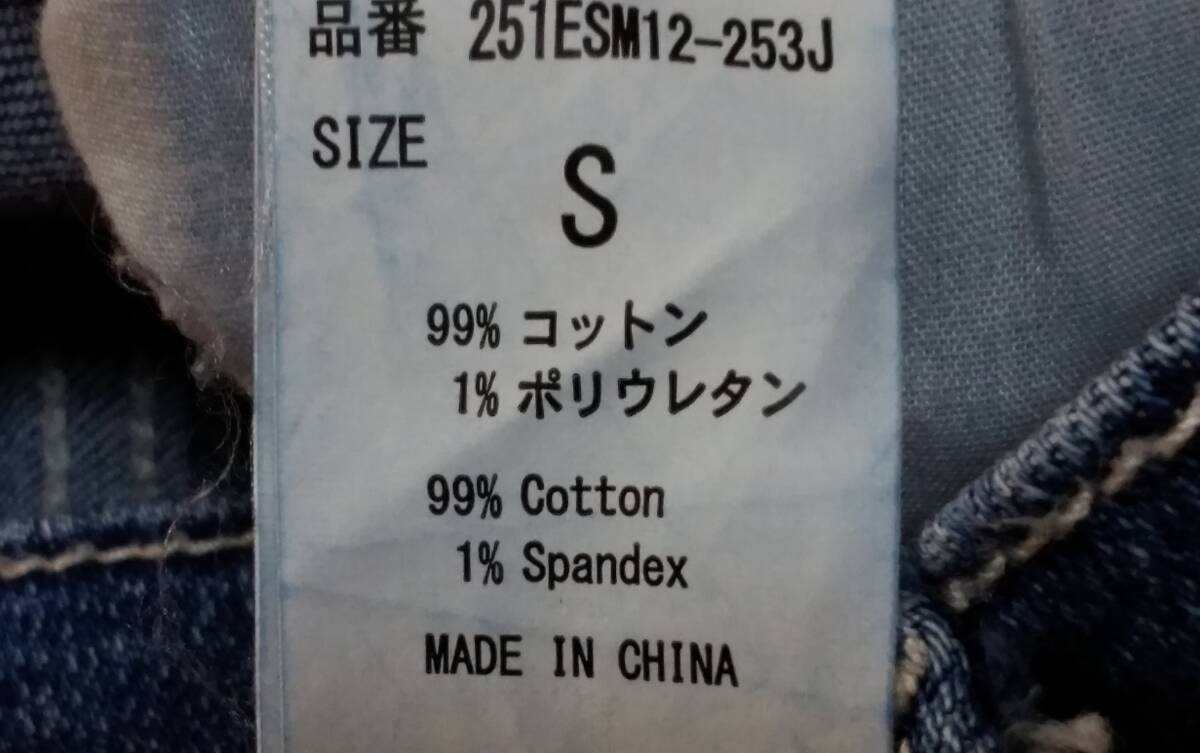 品番 251ESM12-253J
SIZE
S
99% コットン
1% ポリウレタン
99% Cotton
1% Spandex
MADE IN CHINA